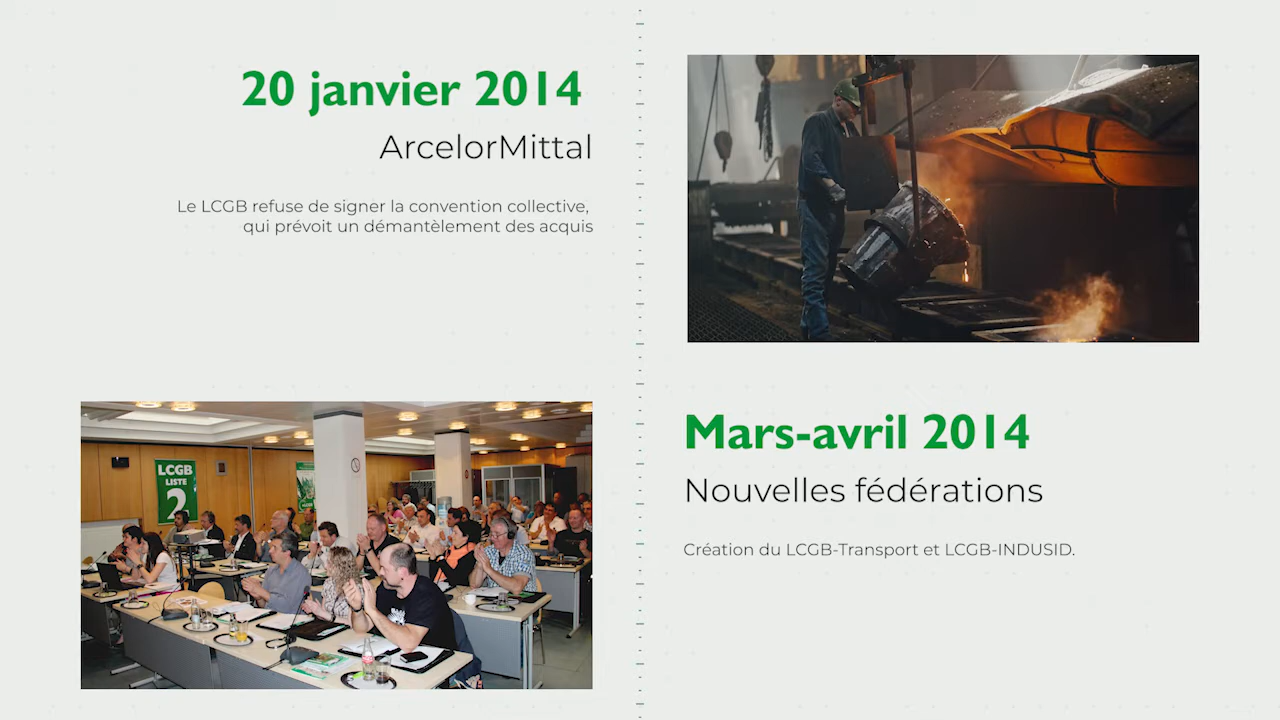 20 janvier 2014
ArcelorMittal
Le LCGB refuse de signer la convention collective,
qui prévoit un démantèlement des acquis
LCGB
LISTE
2
Mars-avril 2014
Nouvelles fédérations
Création du LCGB-Transport et LCGB-INDUSID.